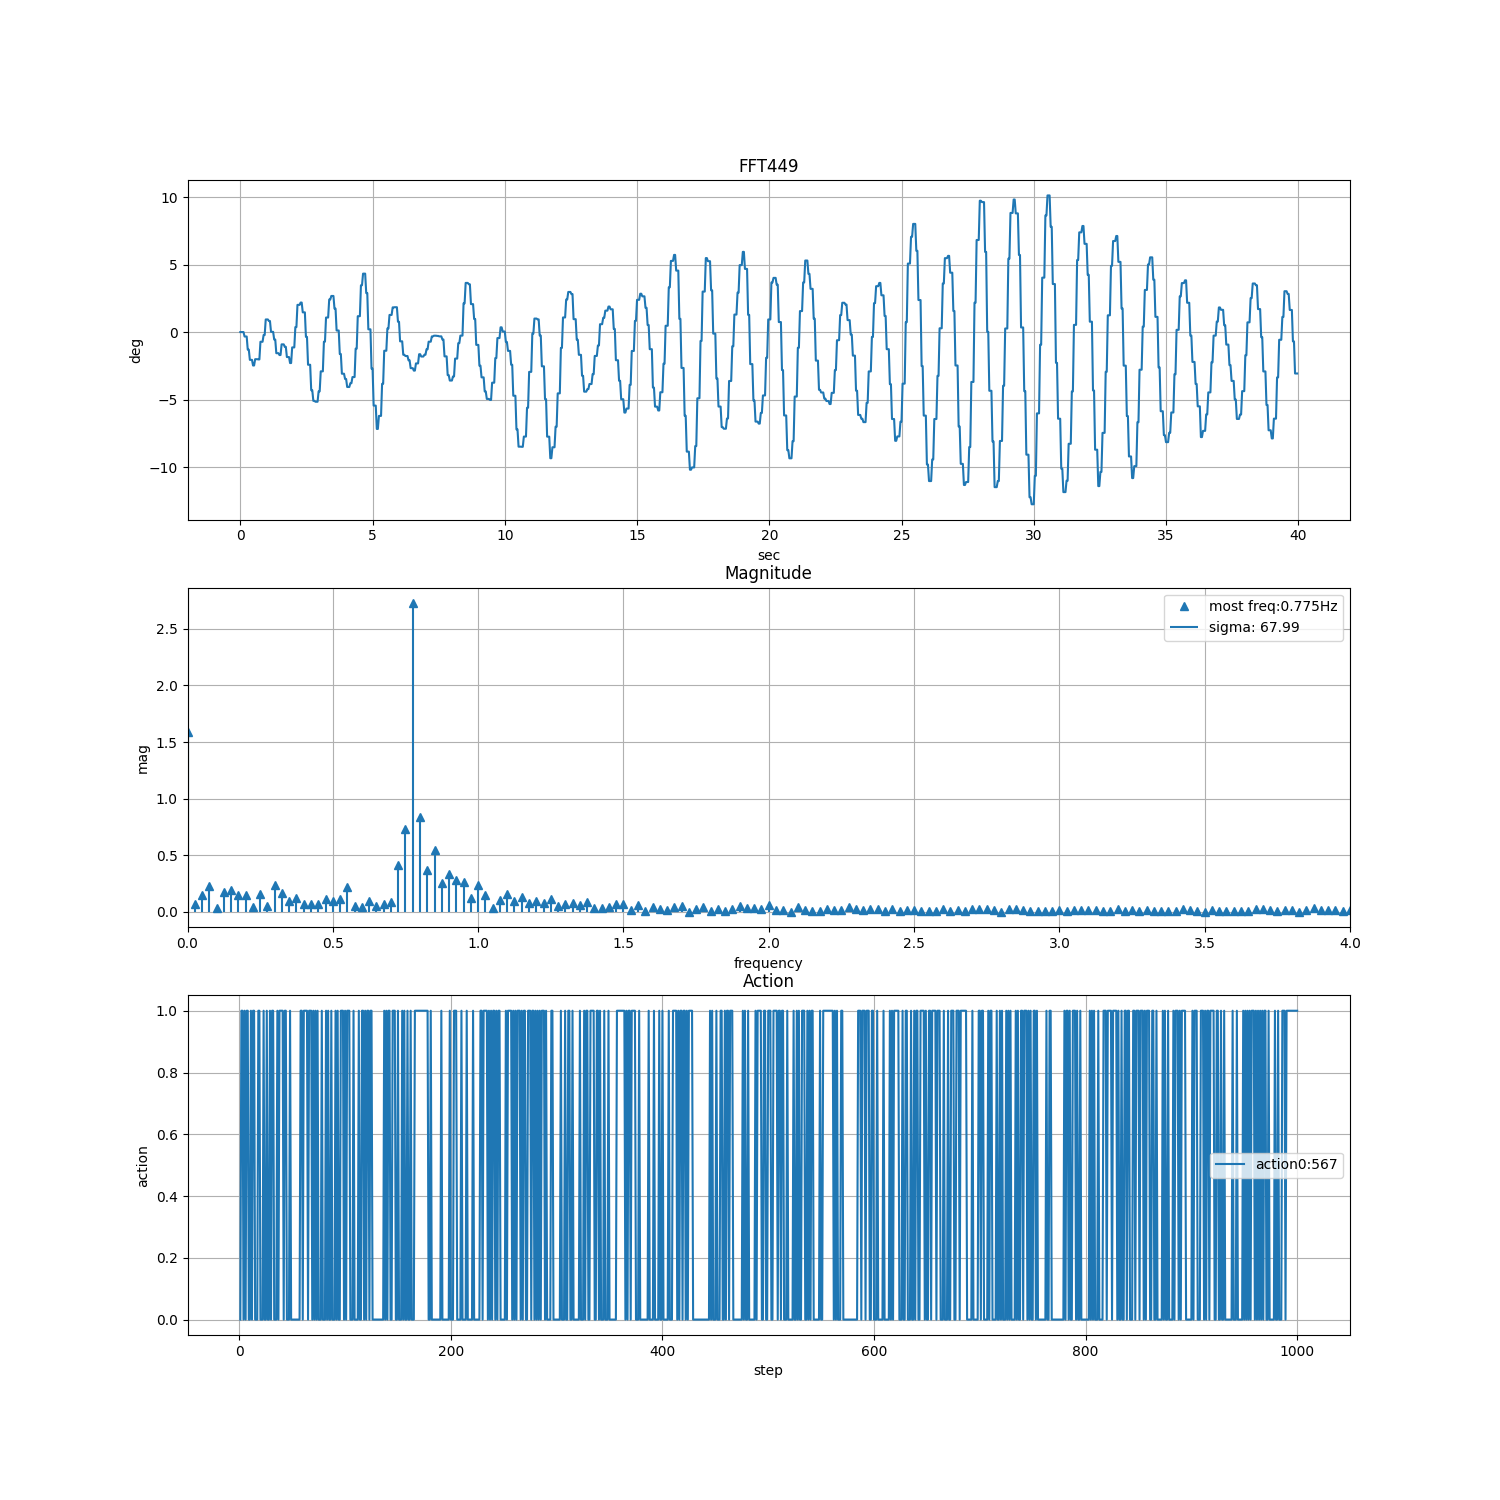 FFT449
10
5
0
−5
−10
deg
0 5 10 15 20 25 30 35 40
sec
Magnitude
most freq:0.775Hz
sigma: 67.99
2.5
2.0
1.5
1.0
0.5
0.0
mag
0.0 0.5 1.0 1.5 2.0 2.5 3.0 3.5 4.0
frequency
Action
1.0
0.8
0.6
0.4
0.2
0.0
action
action0:567
0 200 400 600 800 1000
step